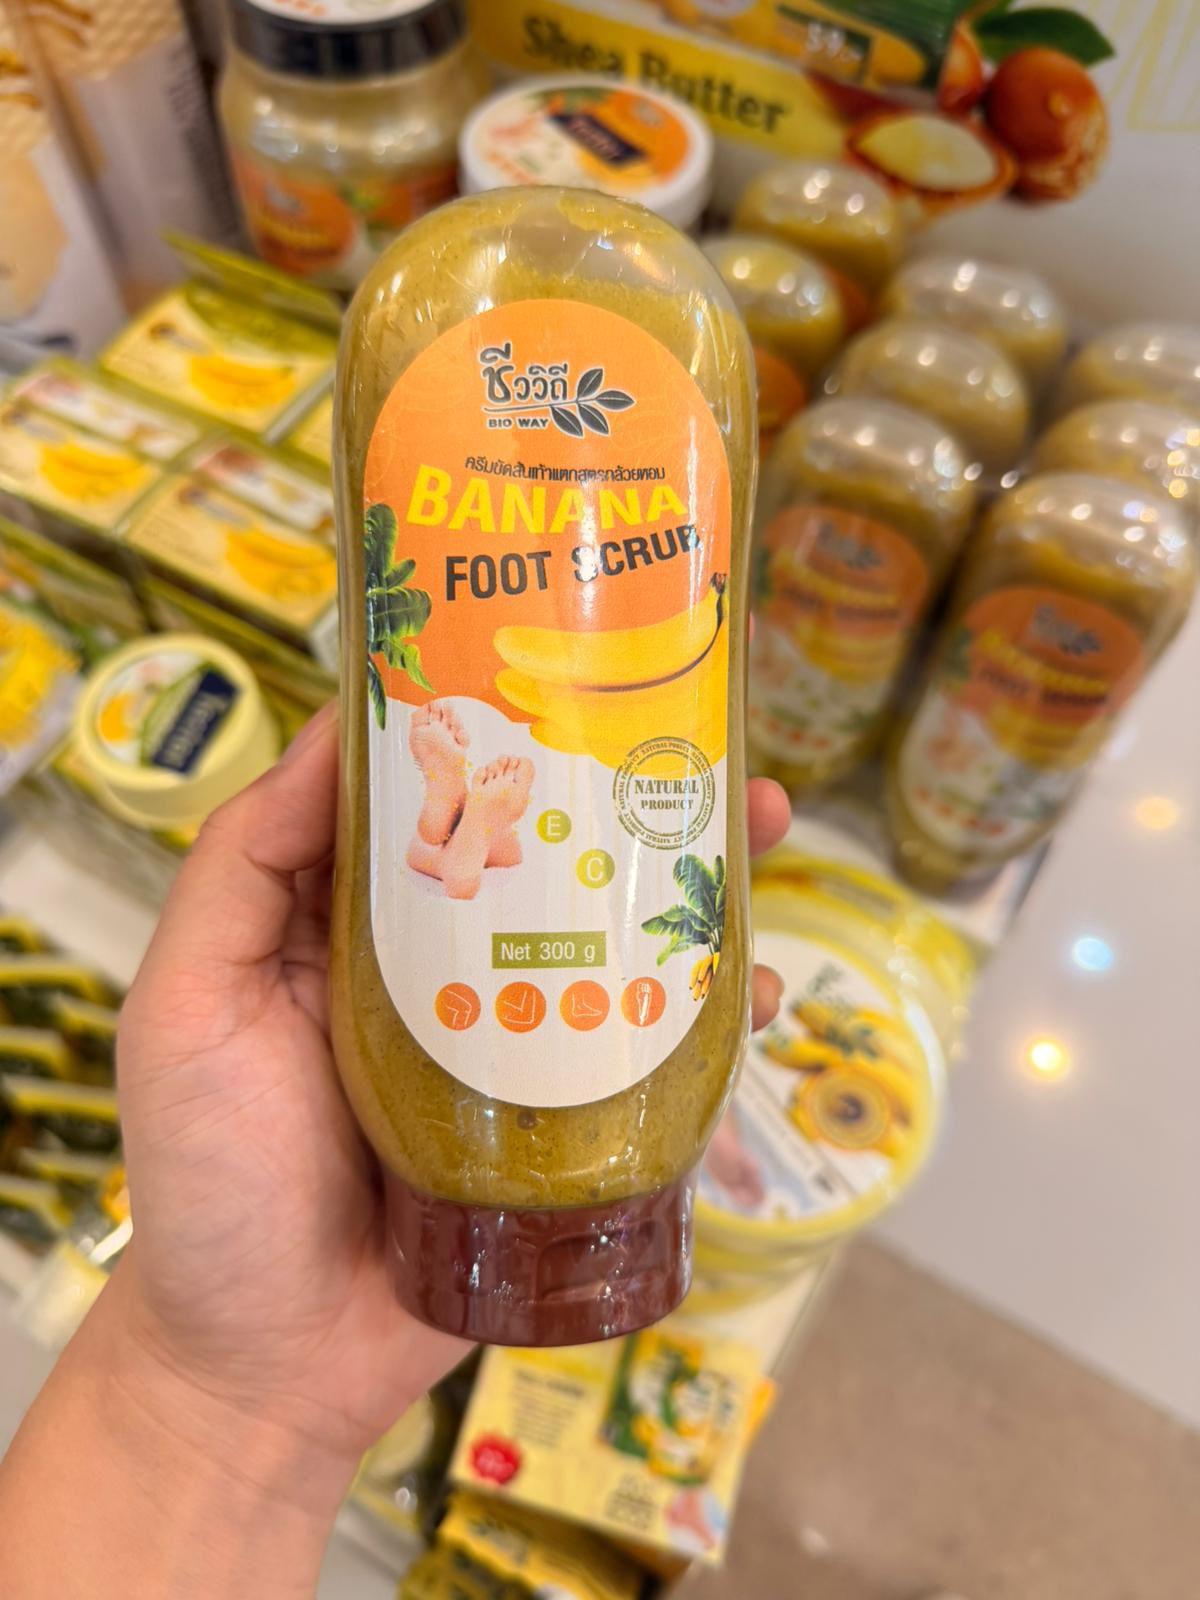 Shea Butter
59
ชีววิถี
BIO WAY
ครีมขัดส้นเท้าแตกสูตรกล้วยหอม
BANANA
FOOT SCRUB
NATURAL
PRODUCT
E
C
Net 300 g